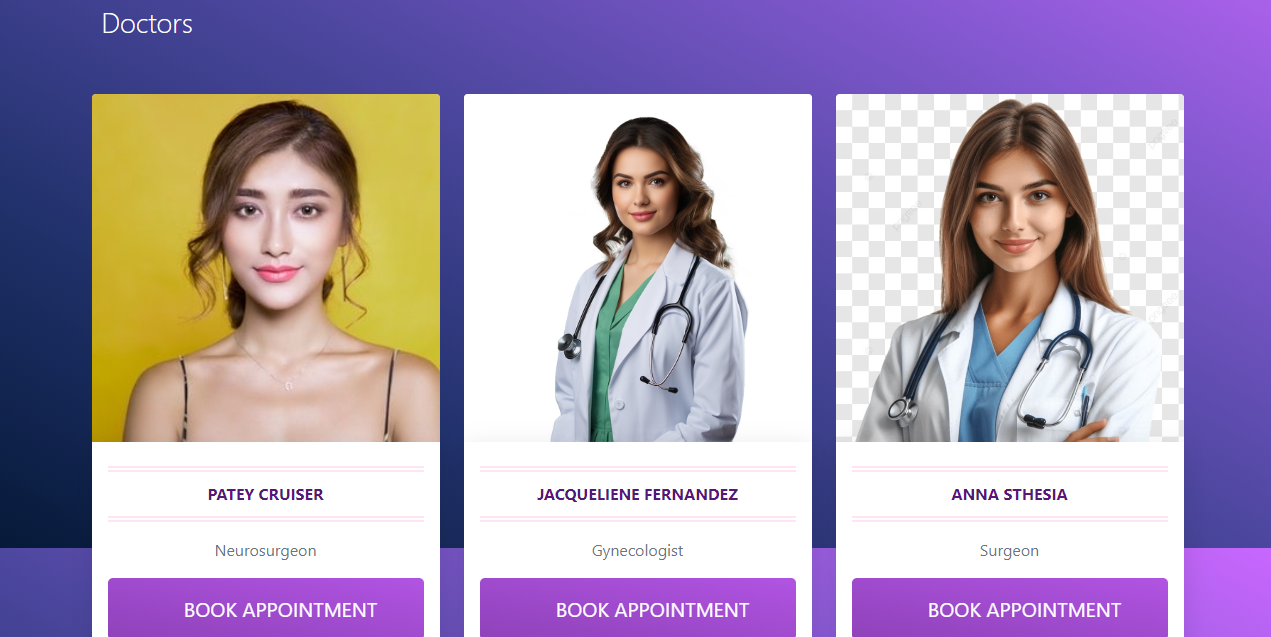 Doctors
PATEY CRUISER
JACQUELIENE FERNANDEZ
ANNA STHESIA
Neurosurgeon
Gynecologist
Surgeon
BOOK APPOINTMENT
BOOK APPOINTMENT
BOOK APPOINTMENT